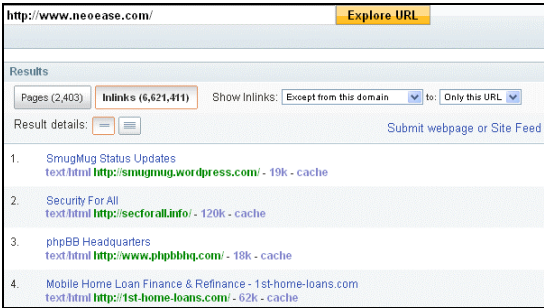 http://www.neoease.com/ Explore URL
Results
Pages (2,403) Inlinks (6,621,411) Show Inlinks: Except from this domain to: Only this URL
Result details: Submit webpage or Site Feed
1. SmugMug Status Updates
text/html http://smugmug.wordpress.com/ - 19k - cache
2. Security For All
text/html http://secforall.info/ - 120k - cache
3. phpBB Headquarters
text/html http://www.phpbbhq.com/ - 18k - cache
4. Mobile Home Loan Finance & Refinance - 1st-home-loans.com
text/html http://1st-home-loans.com/ - 62k - cache